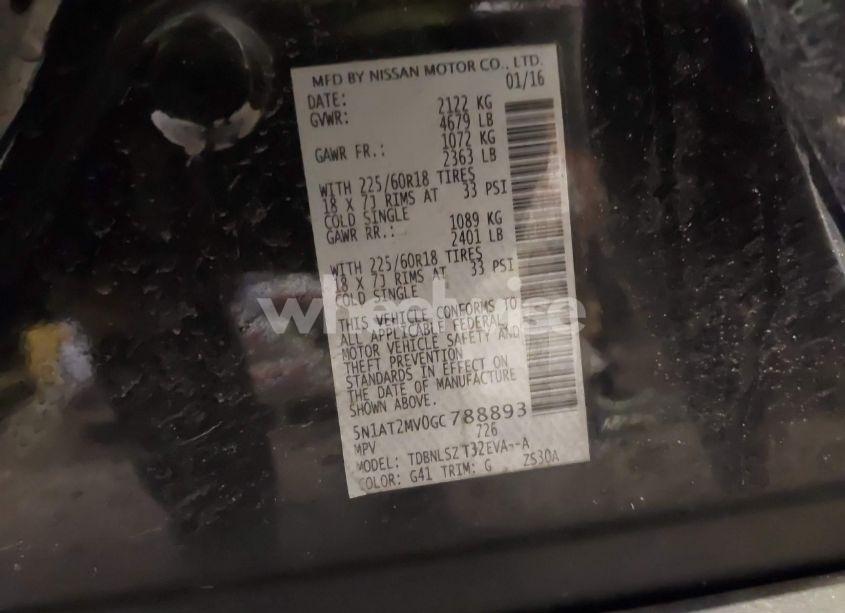 MFD BY NISSAN MOTOR CO., LTD.
DATE: 01/16
GVWR: 2122 KG
4679 LB
GAWR FR.: 1072 KG
2363 LB
WITH 225/60R18 TIRES
18 X 7J RIMS AT 33 PSI
COLD SINGLE
GAWR RR.: 1089 KG
2401 LB
WITH 225/60R18 TIRES
18 X 7J RIMS AT 33 PSI
COLD SINGLE
THIS VEHICLE CONFORMS TO
ALL APPLICABLE FEDERAL
MOTOR VEHICLE SAFETY AND
THEFT PREVENTION
STANDARDS IN EFFECT ON
THE DATE OF MANUFACTURE
SHOWN ABOVE.
5N1AT2MV0GC788893
MPV 726
MODEL: TDBNLSZ T32EVA--A
COLOR: G41 TRIM: G ZS30A